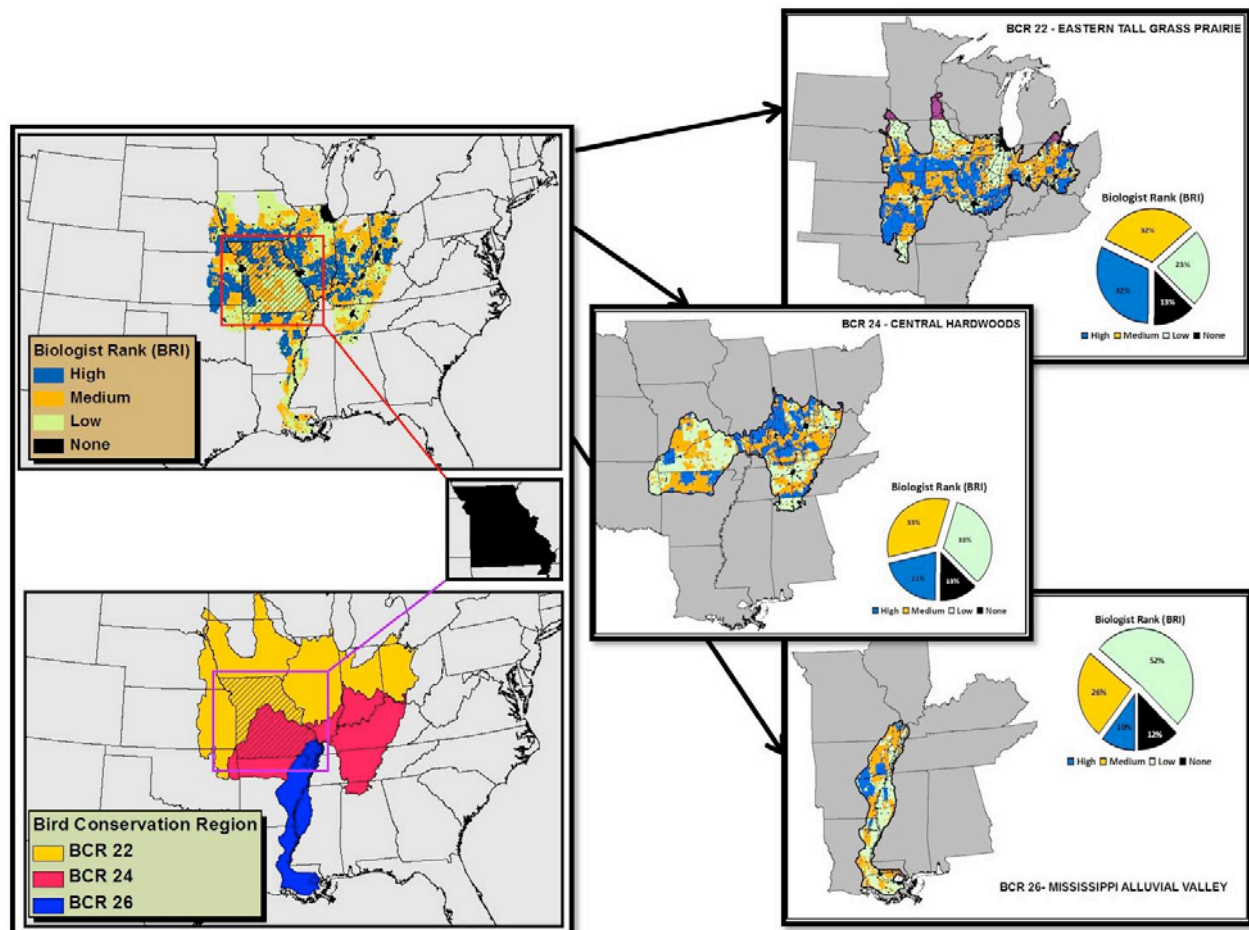 Biologist Rank (BRI)
High
Medium
Low
None
Bird Conservation Region
BCR 22
BCR 24
BCR 26
BCR 22 - EASTERN TALL GRASS PRAIRIE
Biologist Rank (BRI)
32%
23%
32%
13%
High Medium Low None
BCR 24 - CENTRAL HARDWOODS
Biologist Rank (BRI)
33%
33%
21%
13%
High Medium Low None
Biologist Rank (BRI)
52%
26%
10%
12%
High Medium Low None
BCR 26- MISSISSIPPI ALLUVIAL VALLEY